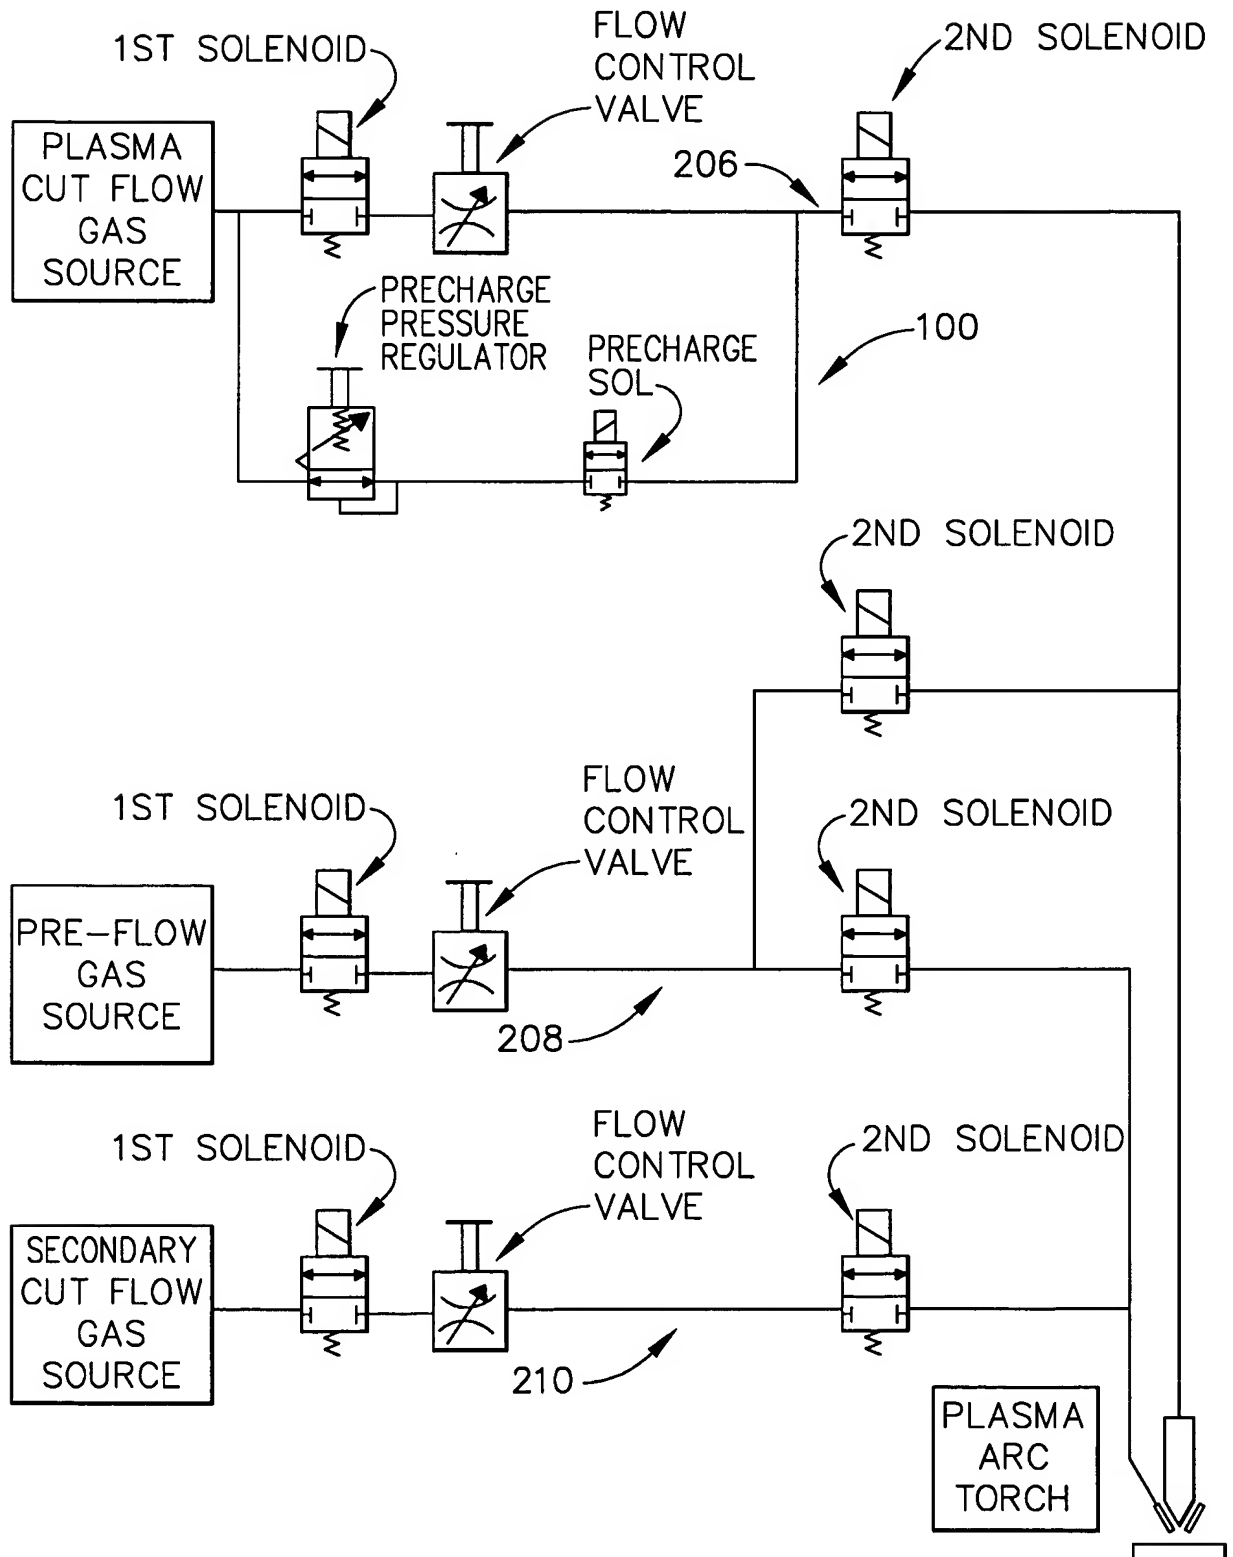 1ST SOLENOID
FLOW
CONTROL
VALVE
2ND SOLENOID
PLASMA
CUT FLOW
GAS
SOURCE
206
PRECHARGE
PRESSURE
REGULATOR
PRECHARGE
SOL
100
2ND SOLENOID
1ST SOLENOID
FLOW
CONTROL
VALVE
2ND SOLENOID
PRE-FLOW
GAS
SOURCE
208
1ST SOLENOID
FLOW
CONTROL
VALVE
2ND SOLENOID
SECONDARY
CUT FLOW
GAS
SOURCE
210
PLASMA
ARC
TORCH